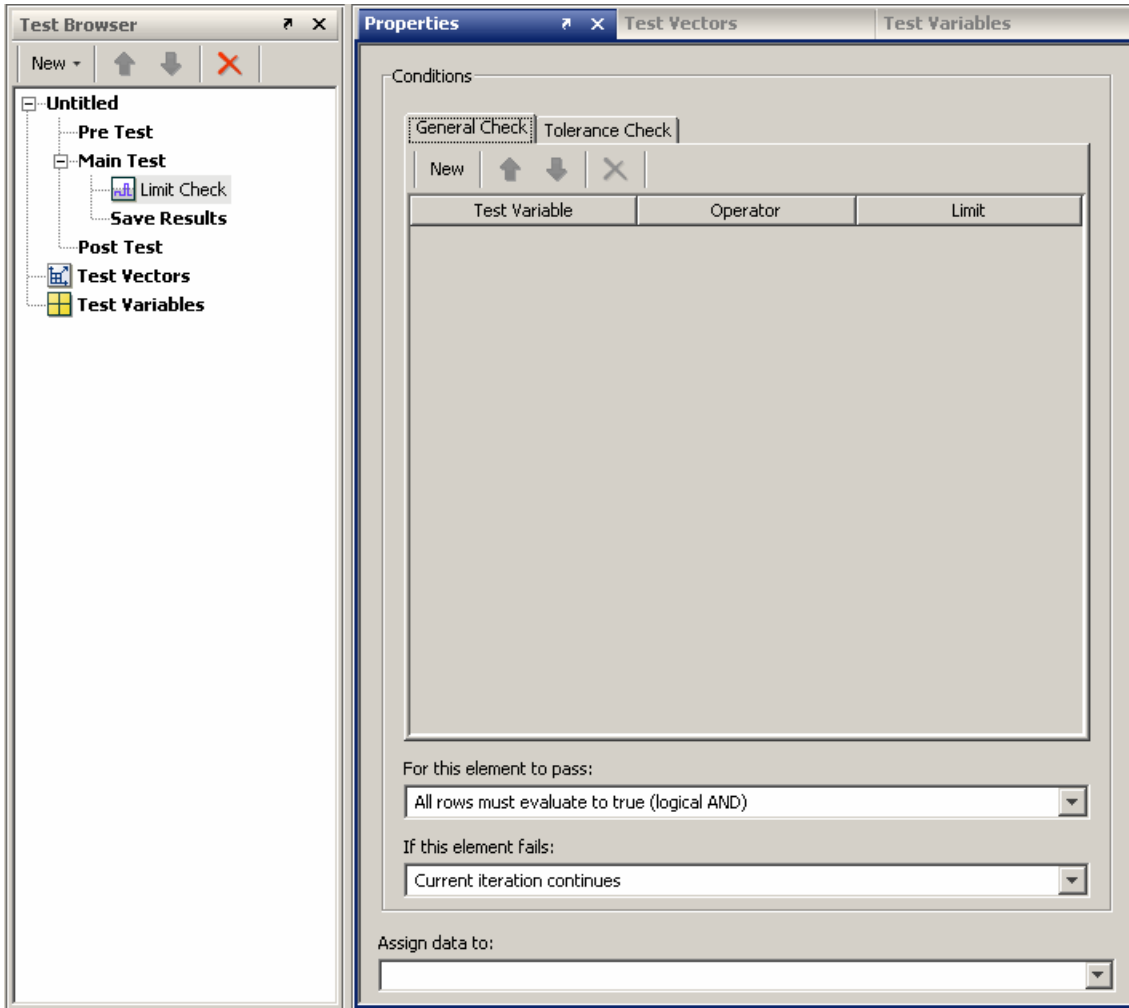 Test Browser
New
Untitled
Pre Test
Main Test
Limit Check
Save Results
Post Test
Test Vectors
Test Variables
Properties
Test Vectors
Test Variables
Conditions
General Check
Tolerance Check
New
Test Variable
Operator
Limit
For this element to pass:
All rows must evaluate to true (logical AND)
If this element fails:
Current iteration continues
Assign data to: